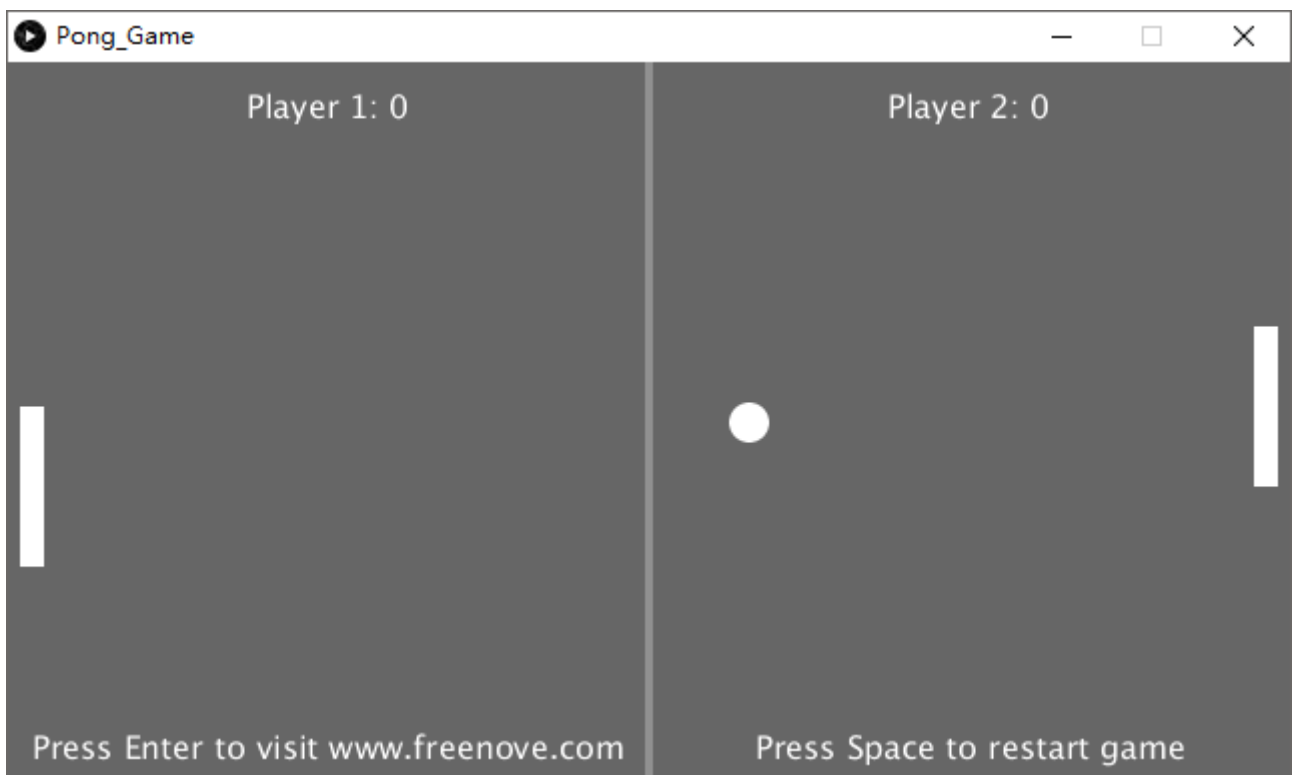 Pong_Game
Player 1: 0
Player 2: 0
Press Enter to visit www.freenove.com
Press Space to restart game